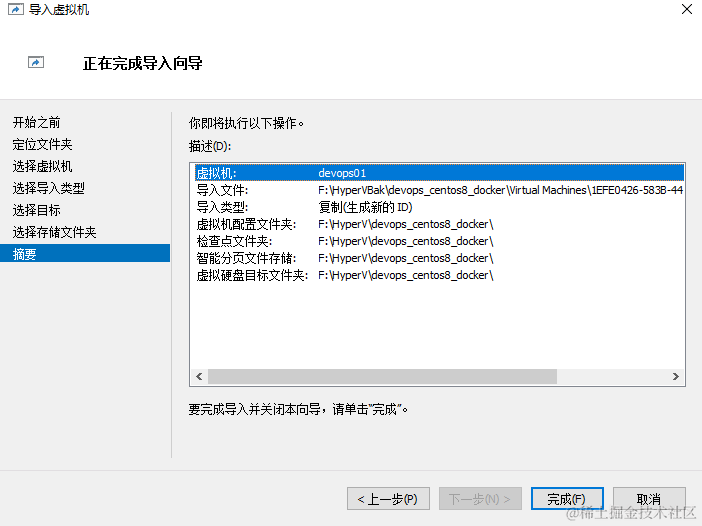 导入虚拟机
正在完成导入向导
开始之前
定位文件夹
选择虚拟机
选择导入类型
选择目标
选择存储文件夹
摘要
你即将执行以下操作。
描述(D):
虚拟机: devops01
导入文件: F:\HyperVBak\devops_centos8_docker\Virtual Machines\1EFE0426-583B-44
导入类型: 复制(生成新的 ID)
虚拟机配置文件夹: F:\HyperV\devops_centos8_docker\
检查点文件夹: F:\HyperV\devops_centos8_docker\
智能分页文件存储: F:\HyperV\devops_centos8_docker\
虚拟硬盘目标文件夹: F:\HyperV\devops_centos8_docker\
要完成导入并关闭本向导，请单击"完成"。
< 上一步(P) 下一步(N) > 完成(F) 取消
@稀土掘金技术社区